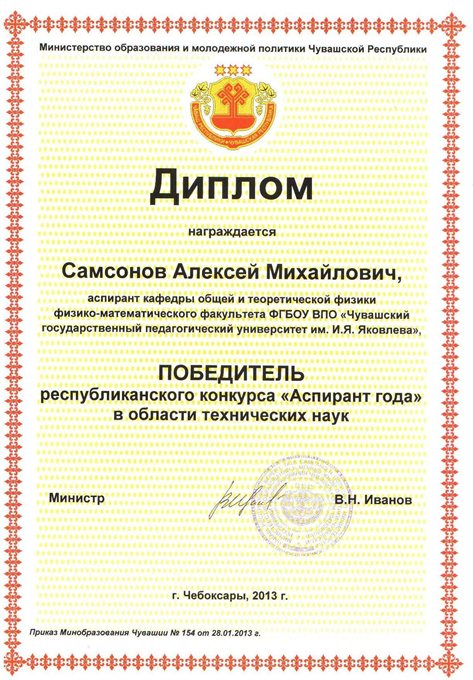 Министерство образования и молодежной политики Чувашской Республики
Диплом
награждается
Самсонов Алексей Михайлович,
аспирант кафедры общей и теоретической физики
физико-математического факультета ФГБОУ ВПО «Чувашский
государственный педагогический университет им. И.Я. Яковлева»,
ПОБЕДИТЕЛЬ
республиканского конкурса «Аспирант года»
в области технических наук
Министр
В.Н. Иванов
г. Чебоксары, 2013 г.
Приказ Минобразования Чувашии № 154 от 28.01.2013 г.